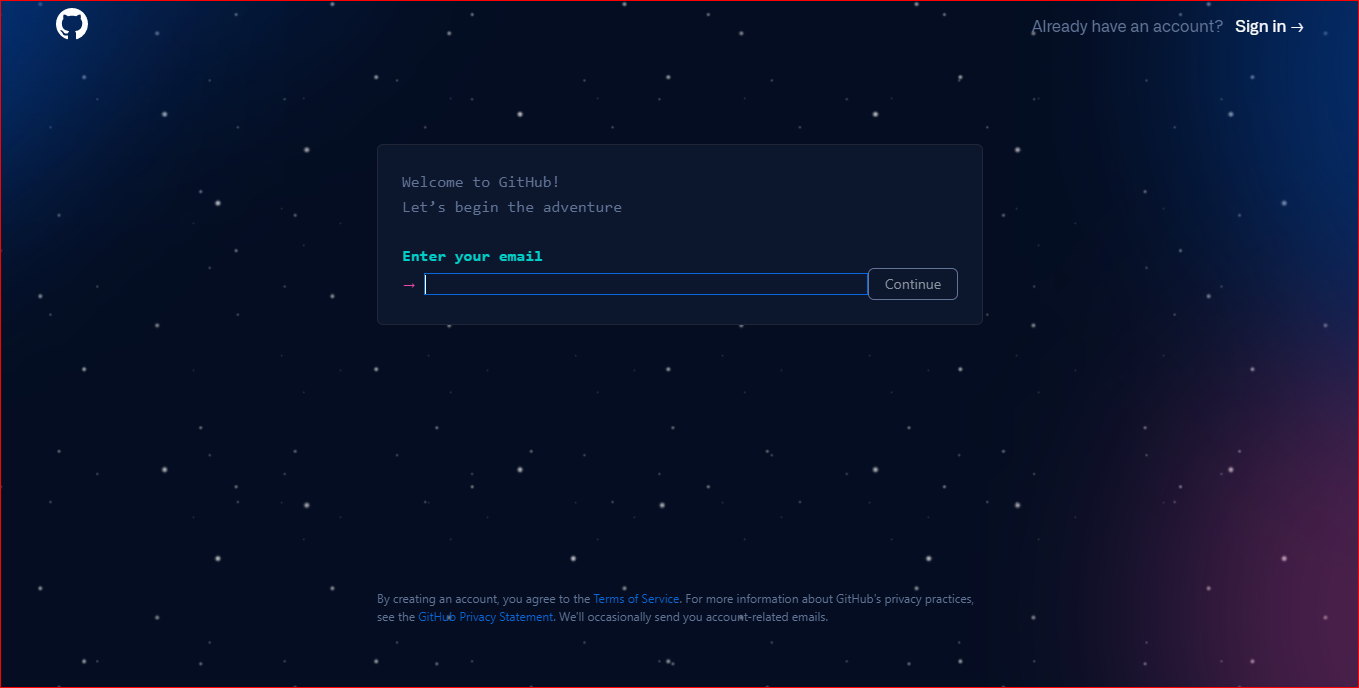 Already have an account? Sign in →
Welcome to GitHub!
Let’s begin the adventure
Enter your email
→ Continue
By creating an account, you agree to the Terms of Service. For more information about GitHub's privacy practices,
see the GitHub Privacy Statement. We'll occasionally send you account-related emails.